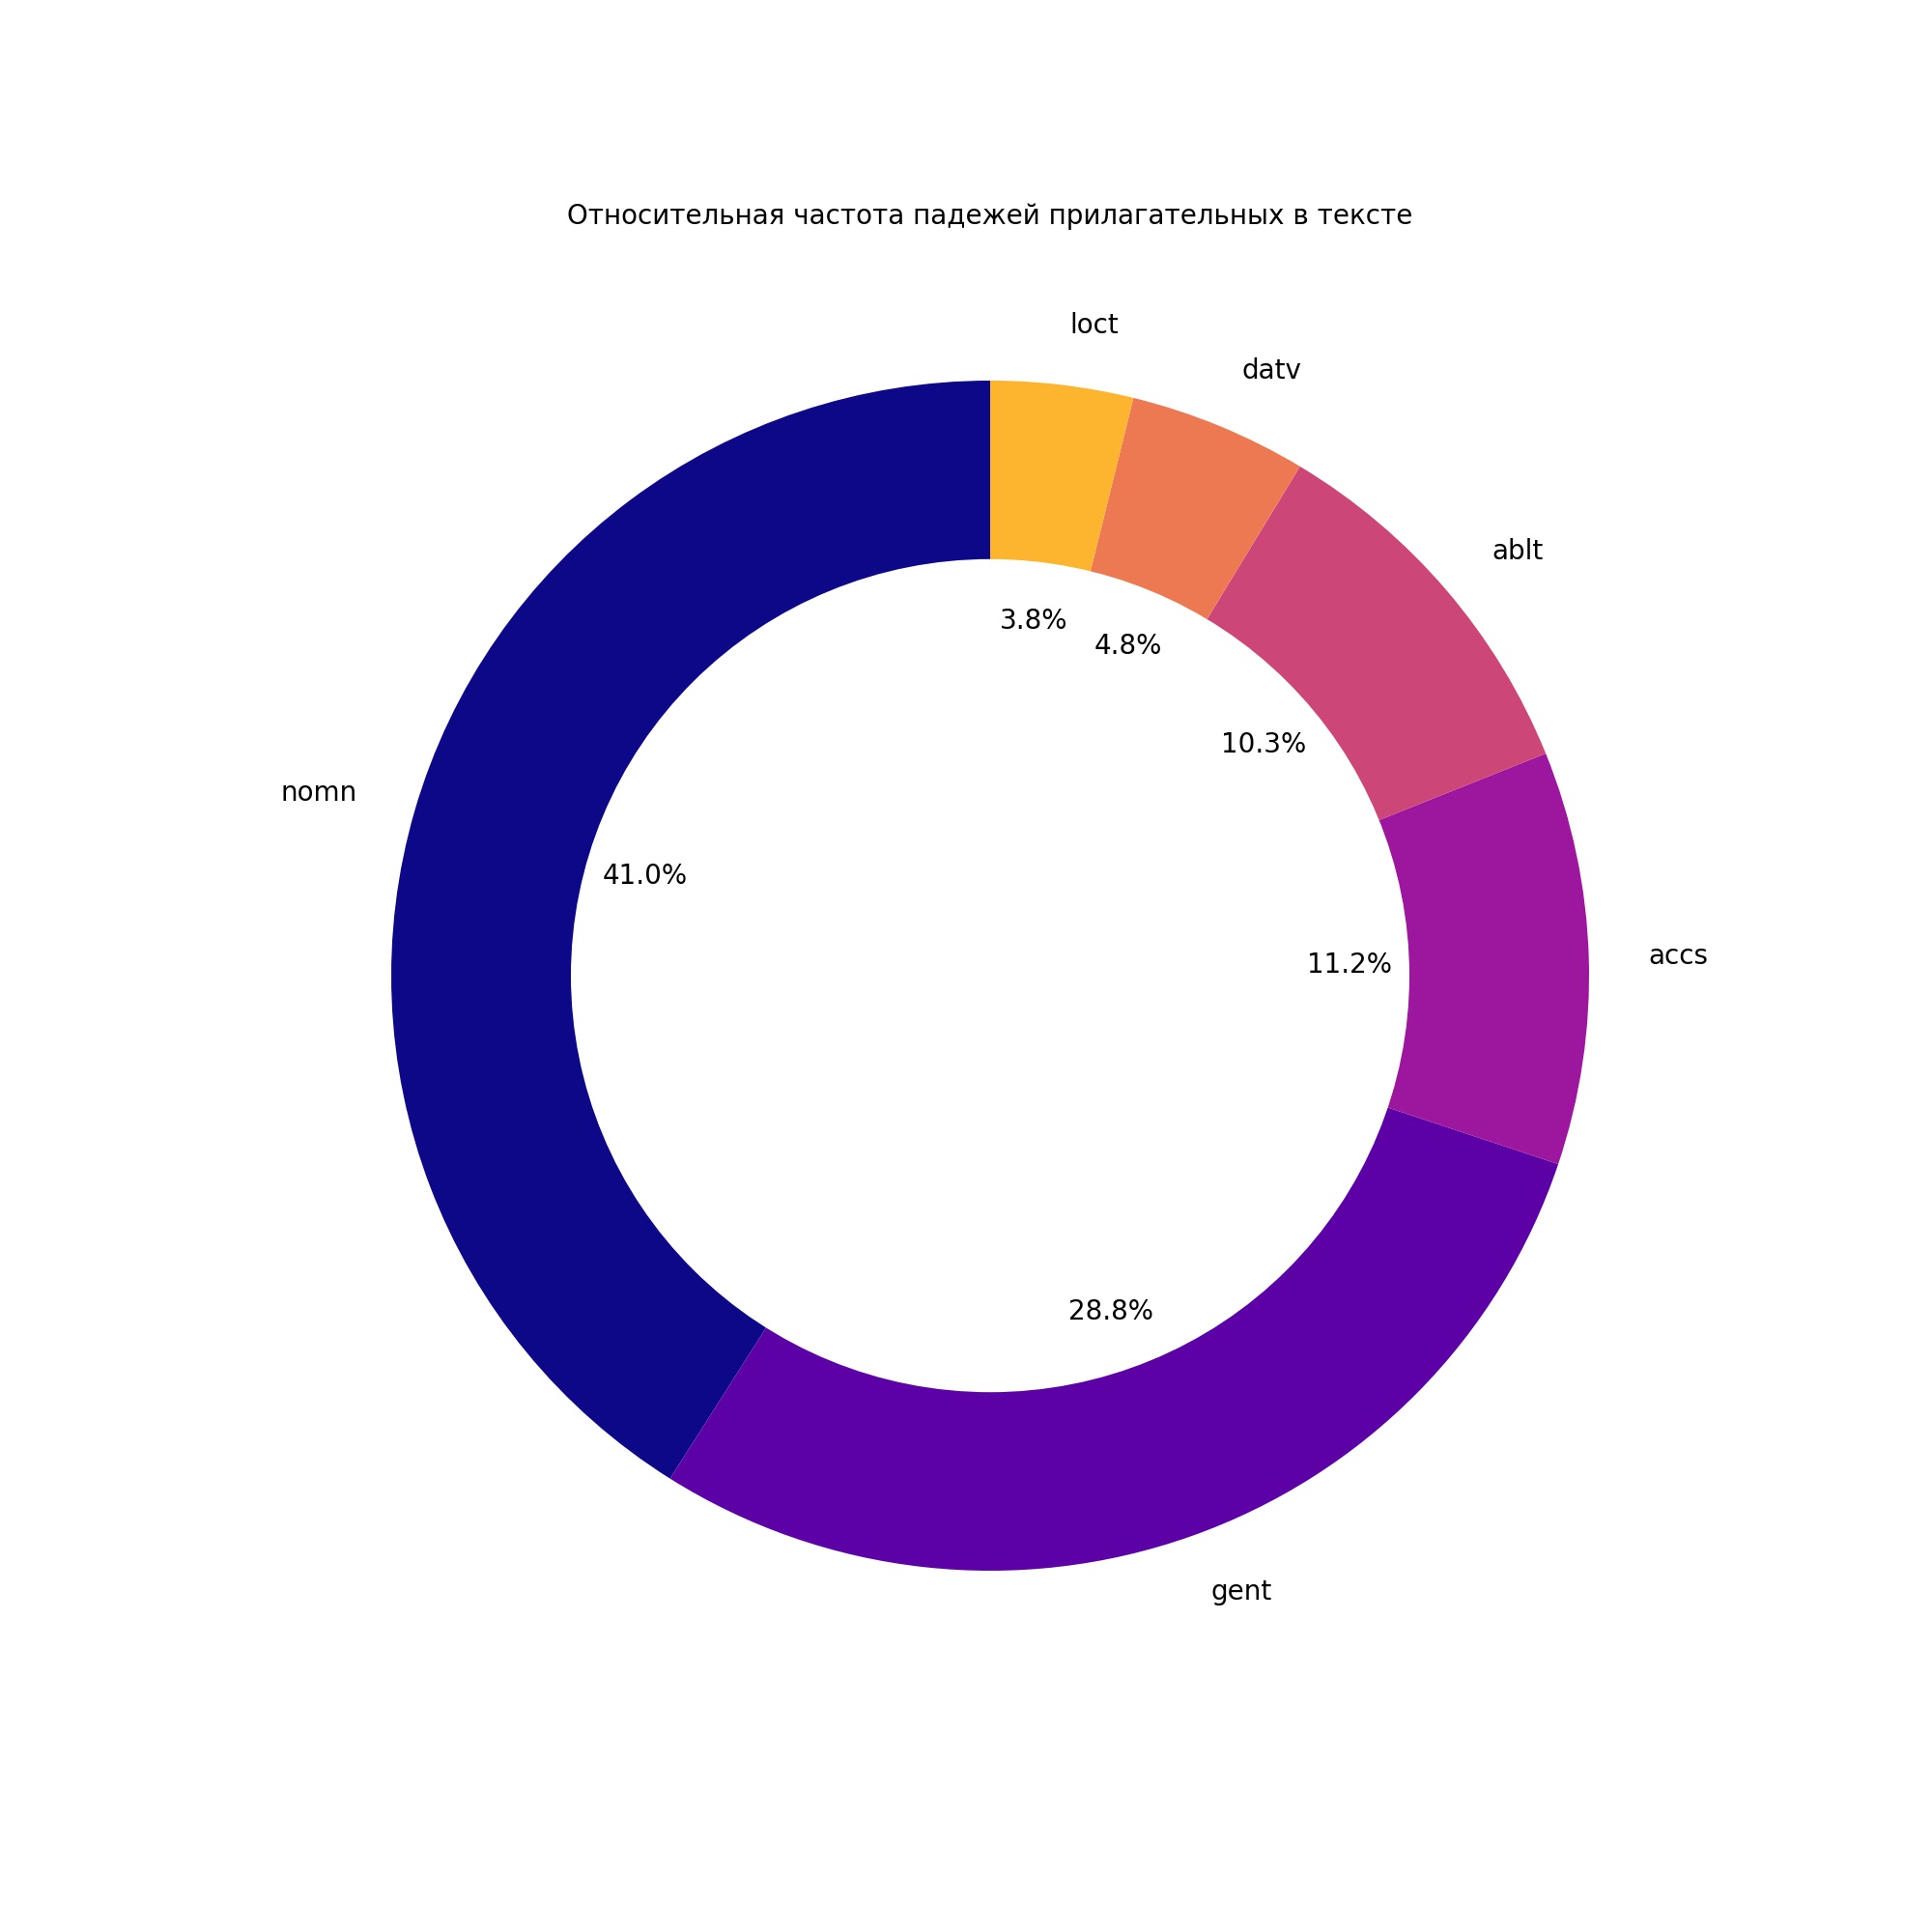 Относительная частота падежей прилагательных в тексте
loct
datv
ablt
3.8%
4.8%
10.3%
nomn
41.0%
accs
11.2%
28.8%
gent